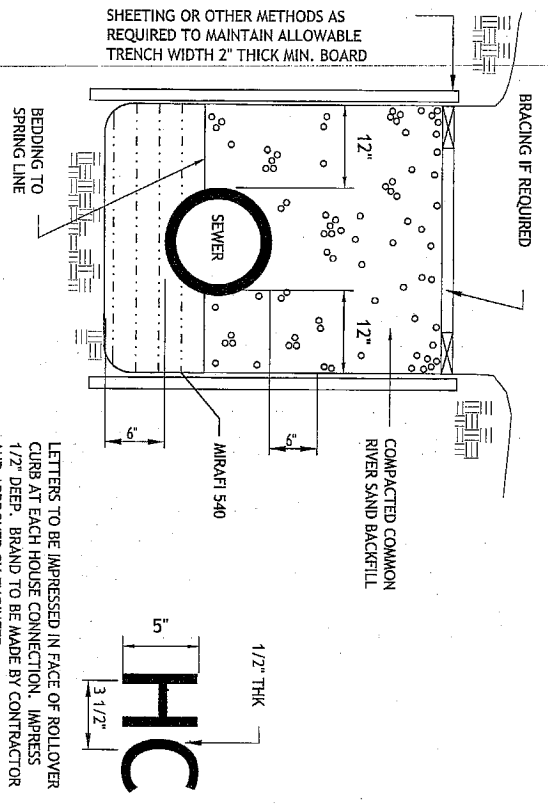 SHEETING OR OTHER METHODS AS
REQUIRED TO MAINTAIN ALLOWABLE
TRENCH WIDTH 2" THICK MIN. BOARD
BRACING IF REQUIRED
12"
12"
SEWER
BEDDING TO
SPRING LINE
COMPACTED COMMON
RIVER SAND BACKFILL
6"
6"
MIRAFI 540
5"
1/2" THK
3 1/2"
HC
LETTERS TO BE IMPRESSED IN FACE OF ROLLOVER
CURB AT EACH HOUSE CONNECTION. IMPRESS
1/2" DEEP. BRAND TO BE MADE BY CONTRACTOR